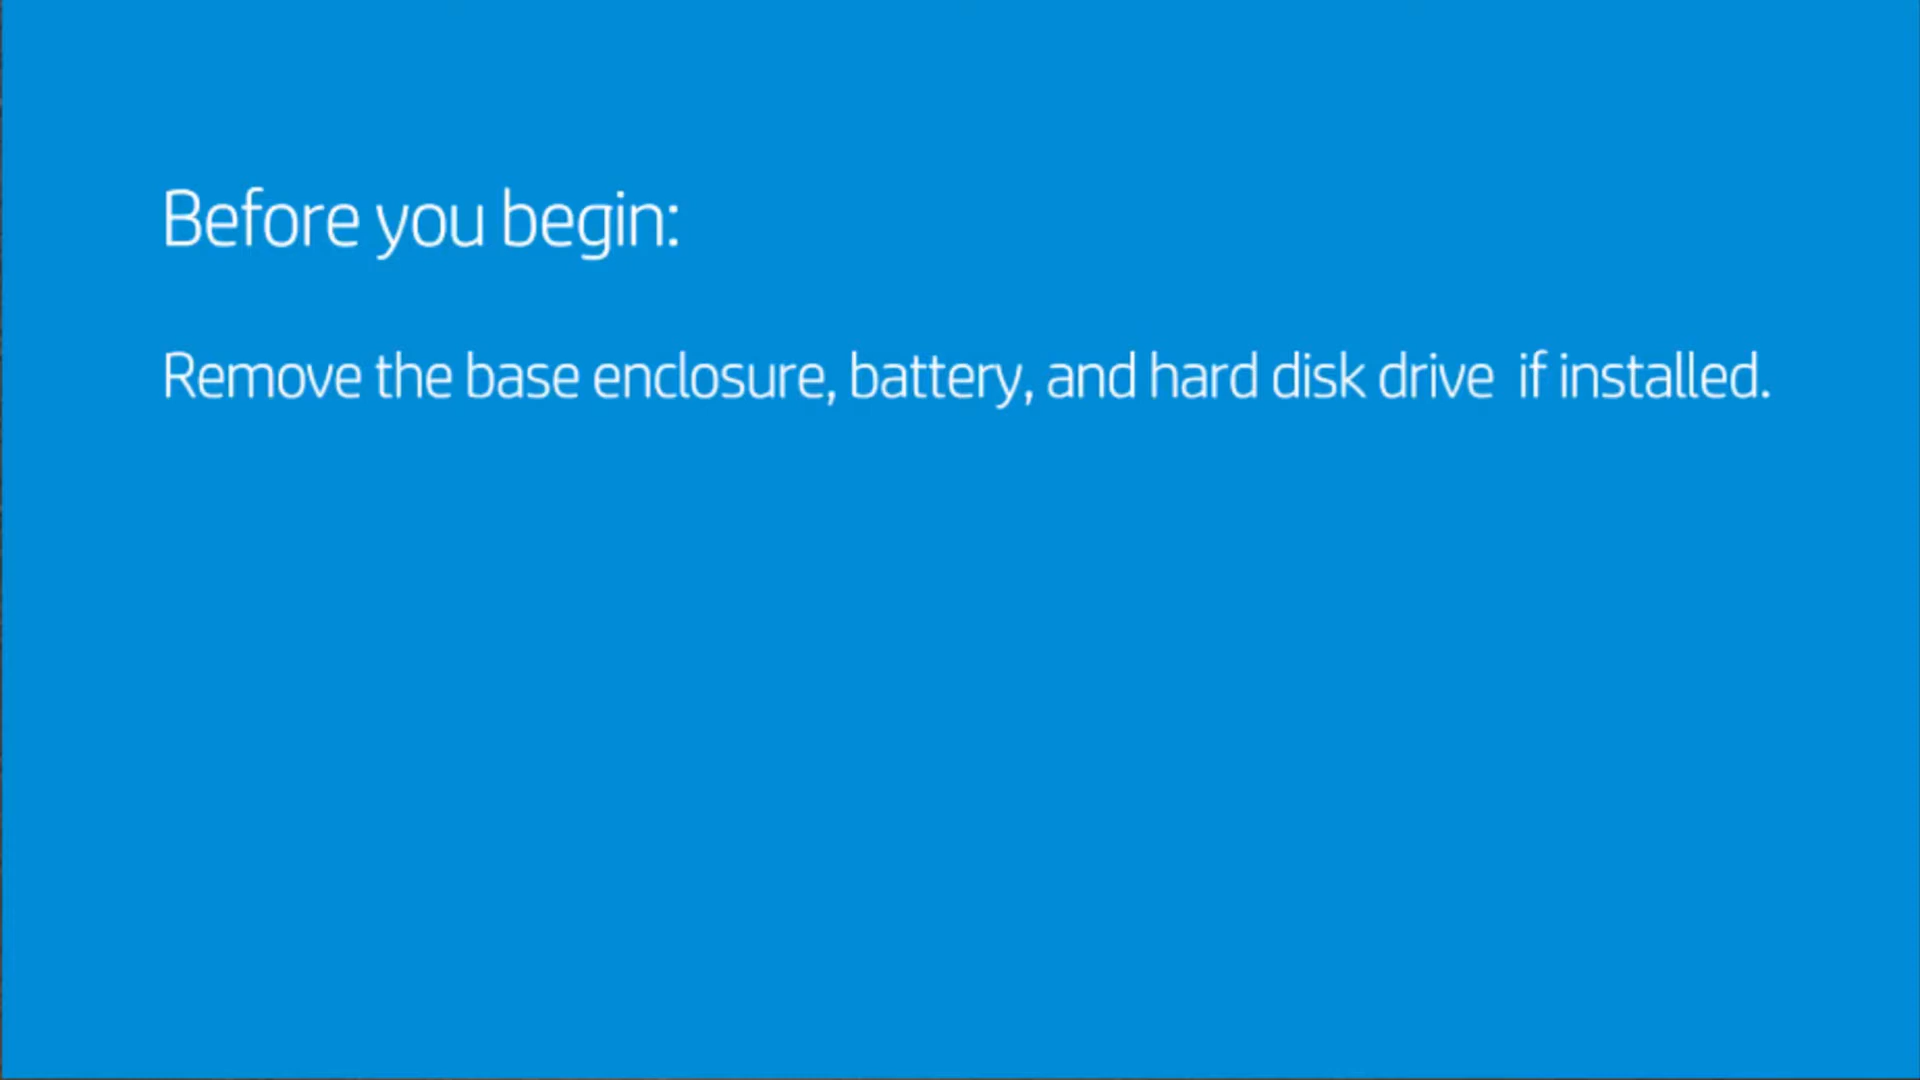 Before you begin:
Remove the base enclosure, battery, and hard disk drive  if installed.